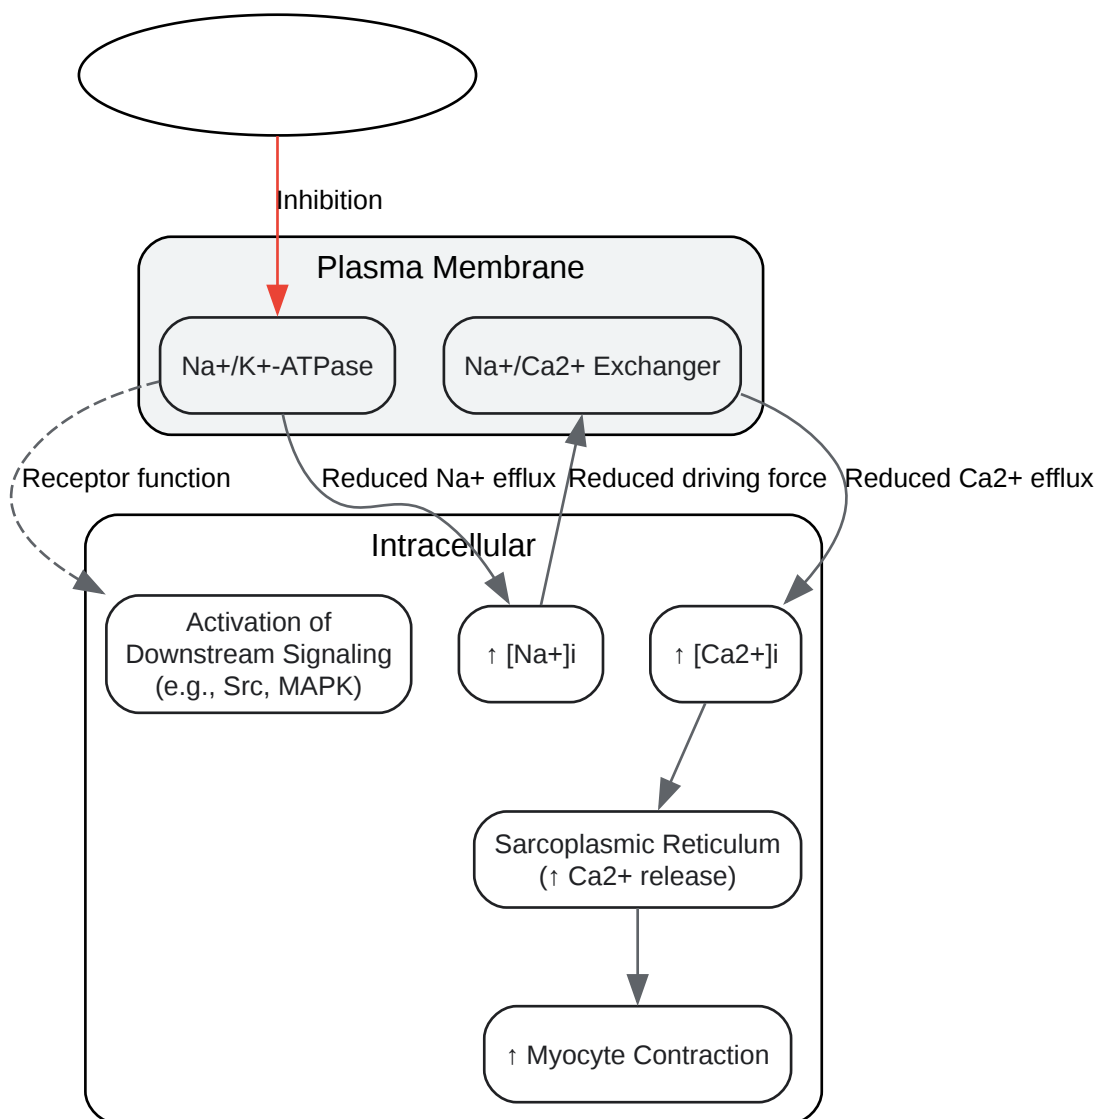 Inhibition
Plasma Membrane
Na+/K+-ATPase
Na+/Ca2+ Exchanger
Receptor function
Reduced Na+ efflux
Reduced driving force
Reduced Ca2+ efflux
Intracellular
Activation of
Downstream Signaling
(e.g., Src, MAPK)
↑ [Na+]i
↑ [Ca2+]i
Sarcoplasmic Reticulum
(↑ Ca2+ release)
↑ Myocyte Contraction